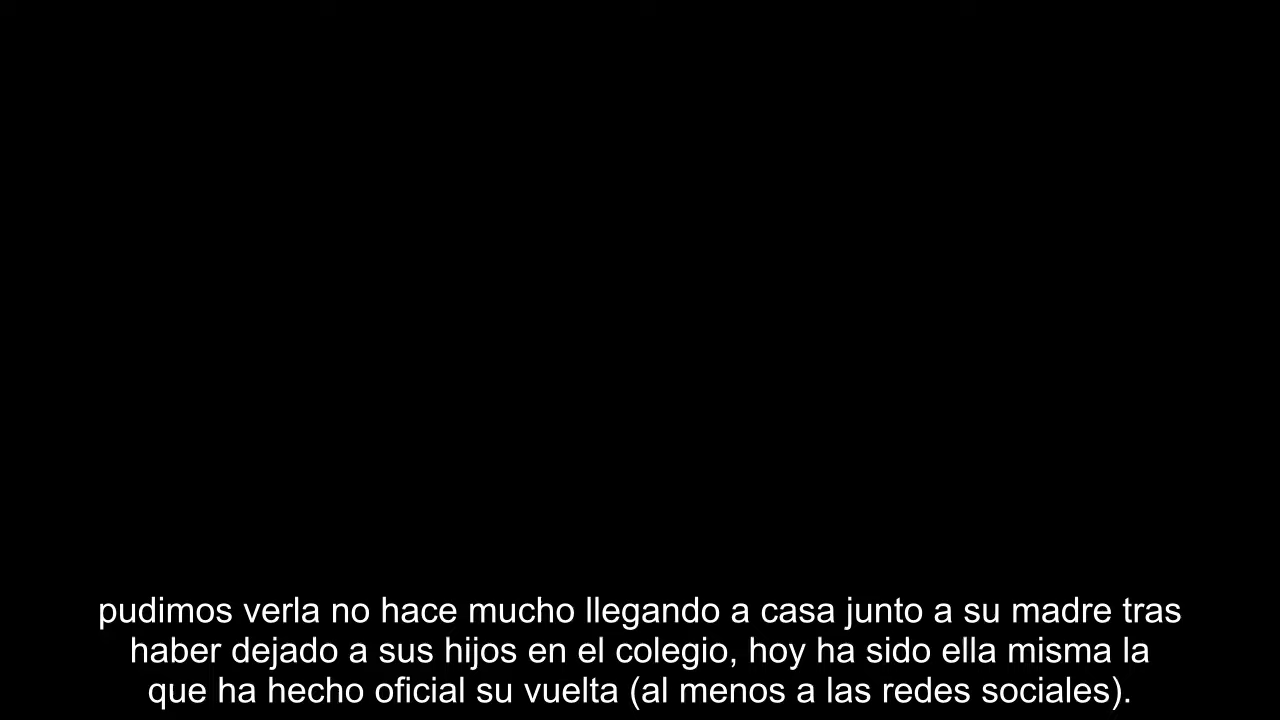 pudimos verla no hace mucho llegando a casa junto a su madre tras
haber dejado a sus hijos en el colegio, hoy ha sido ella misma la
que ha hecho oficial su vuelta (al menos a las redes sociales).